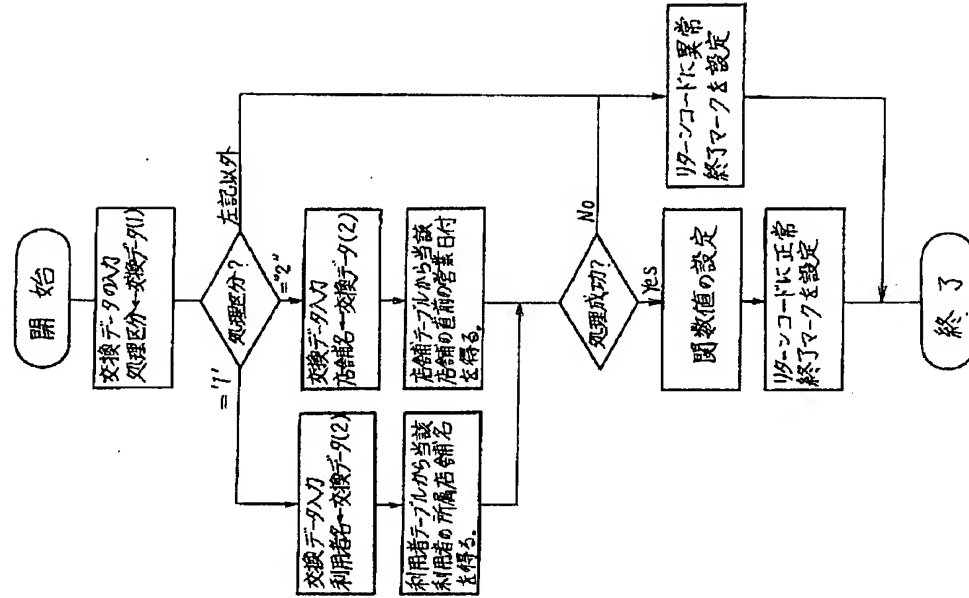 開始
交換データの入力
処理区分←交換データ(1)
処理区分?
='1'
="2"
左記以外
交換データ入力
利用者名←交換データ(2)
利用者テーブルから当該
利用者の所属店舗名
を得る。
交換データ入力
店舗名←交換データ(2)
店舗テーブルから当該
店舗の直前の営業日付
を得る。
処理成功?
No
Yes
関数値の設定
リターンコードに正常
終了マークを設定
リターンコードに異常
終了マークを設定
終了